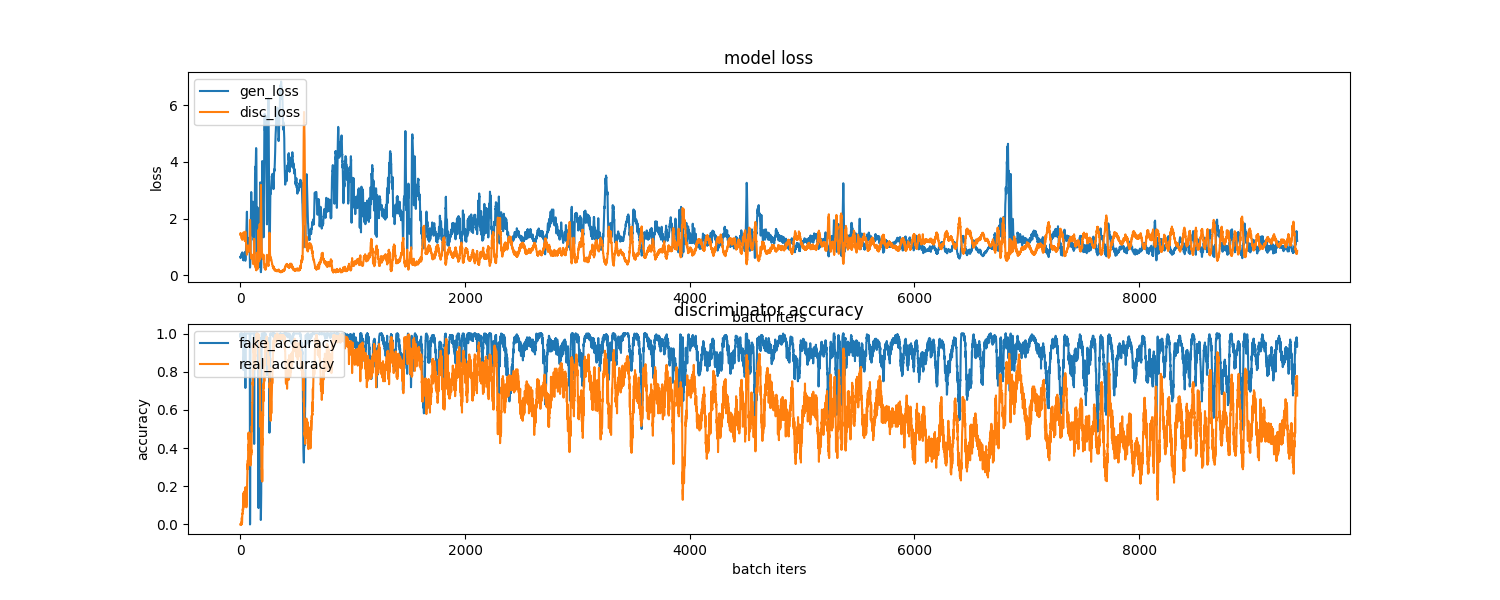 model loss
gen_loss
disc_loss
loss
6
4
2
0
0 2000 4000 6000 8000
batch iters
discriminator accuracy
fake_accuracy
real_accuracy
accuracy
1.0
0.8
0.6
0.4
0.2
0.0
0 2000 4000 6000 8000
batch iters